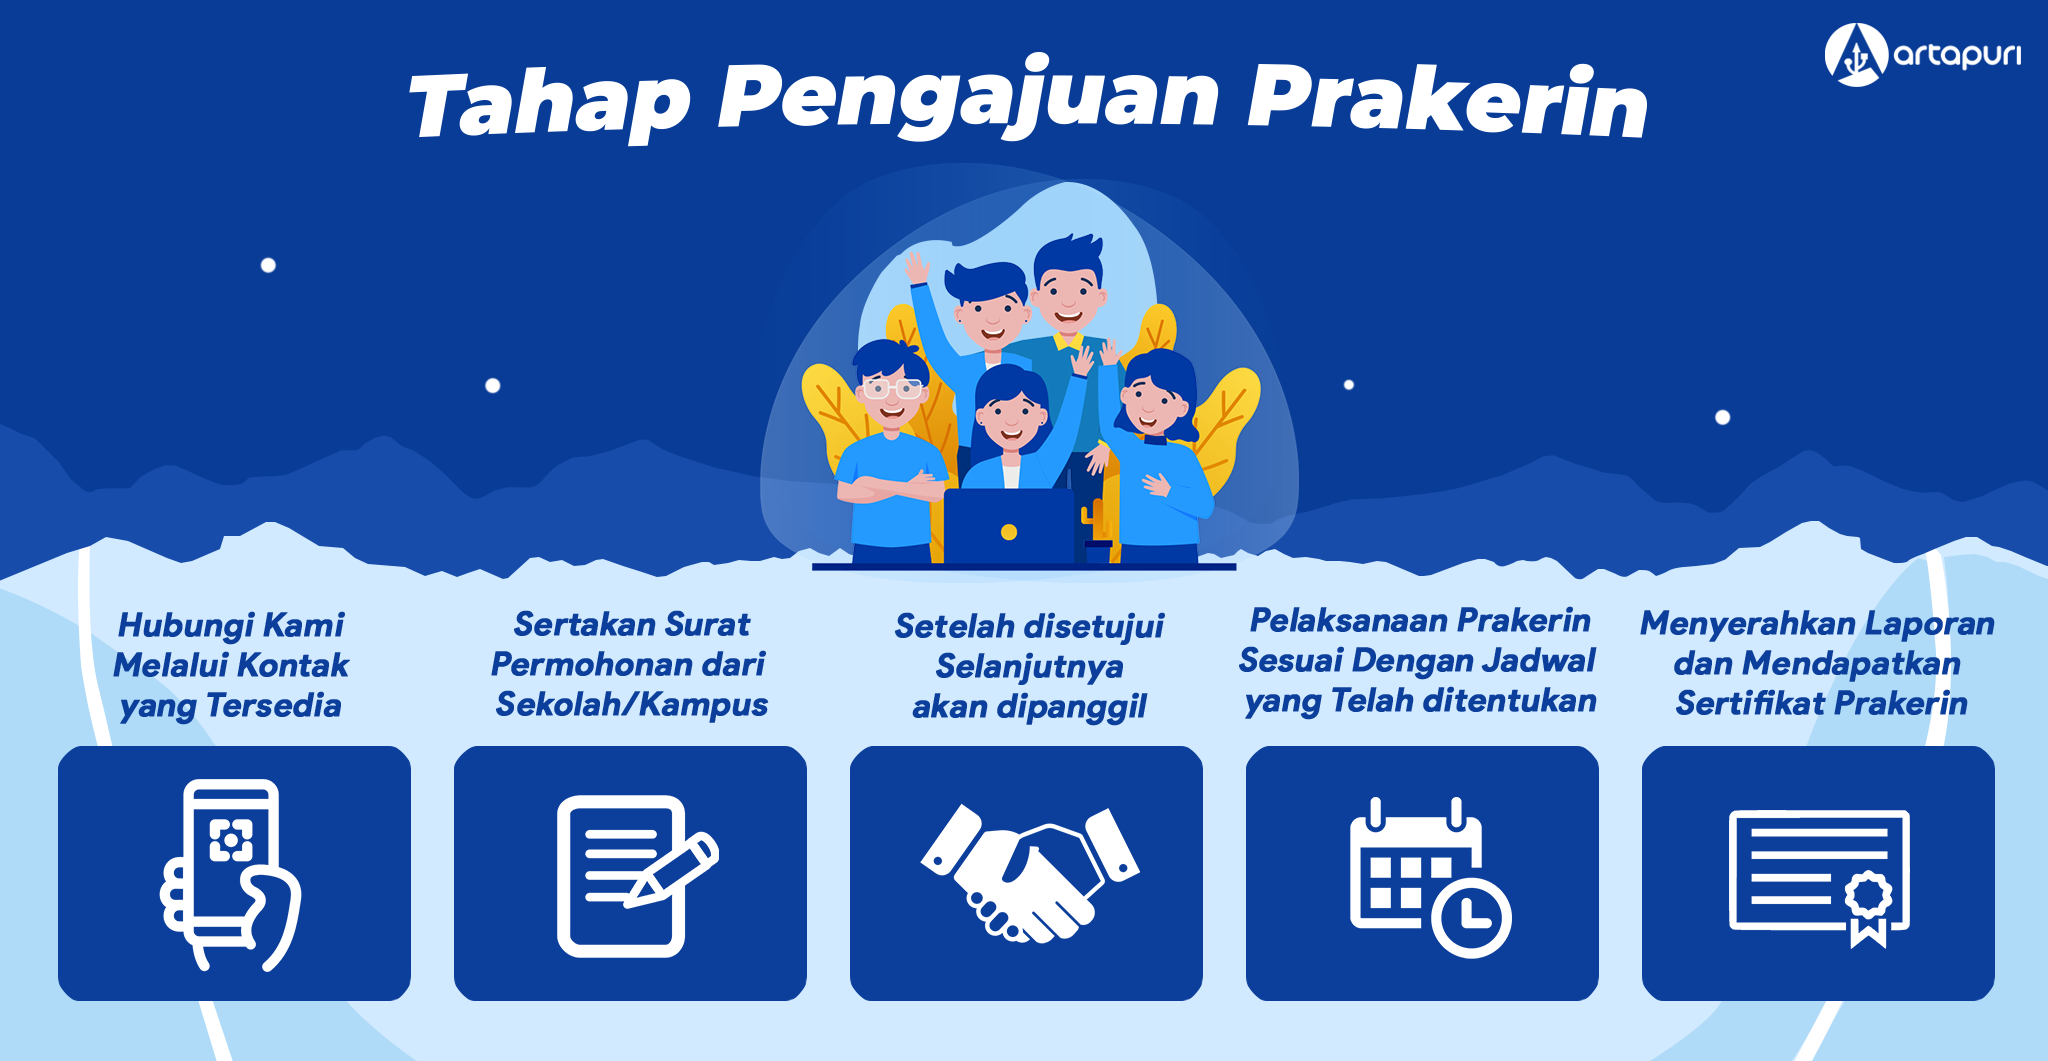 artapuri
Tahap Pengajuan Prakerin
Hubungi Kami
Melalui Kontak
yang Tersedia
Sertakan Surat
Permohonan dari
Sekolah/Kampus
Setelah disetujui
Selanjutnya
akan dipanggil
Pelaksanaan Prakerin
Sesuai Dengan Jadwal
yang Telah ditentukan
Menyerahkan Laporan
dan Mendapatkan
Sertifikat Prakerin